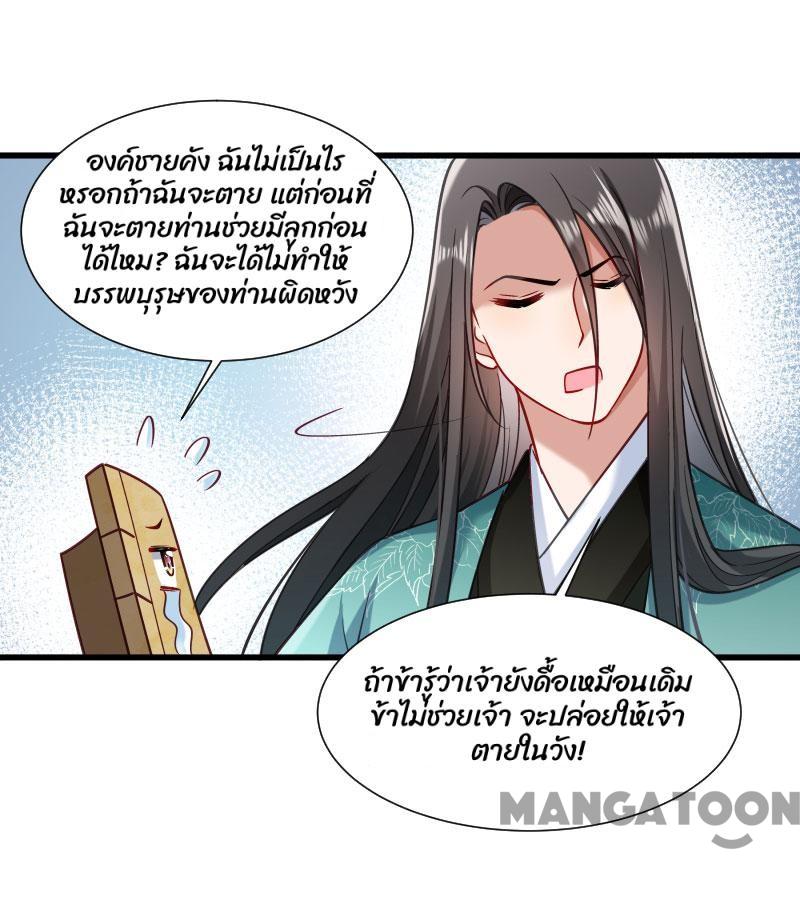 องค์ชายคัง ฉันไม่เป็นไร
หรอกถ้าฉันจะตาย แต่ก่อนที่
ฉันจะตายท่านช่วยมีลูกก่อน
ได้ไหม? ฉันจะได้ไม่ทำให้
บรรพบุรุษของท่านผิดหวัง
ถ้าข้ารู้ว่าเจ้ายังดื้อเหมือนเดิม
ข้าไม่ช่วยเจ้า จะปล่อยให้เจ้า
ตายในวัง!
MANGATOON